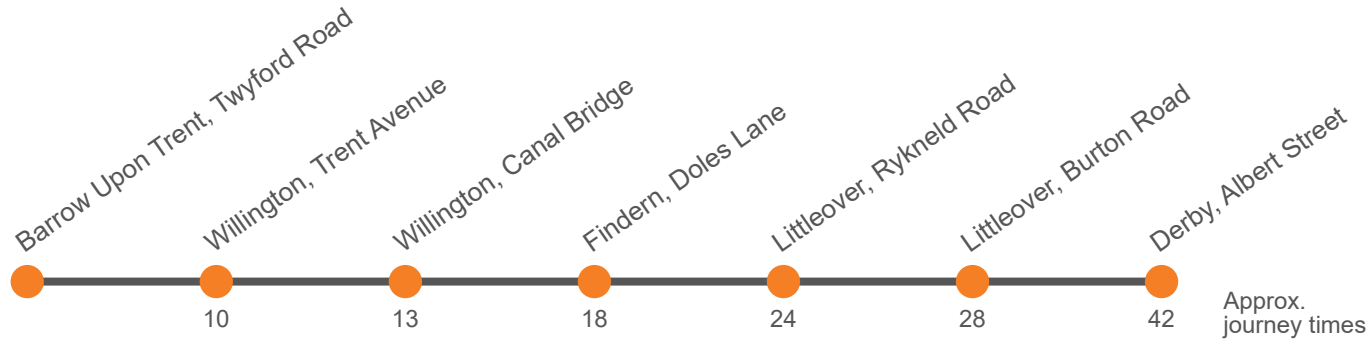 Barrow Upon Trent, Twyford Road
Willington, Trent Avenue
Willington, Canal Bridge
Findern, Doles Lane
Littleover, Rykneld Road
Littleover, Burton Road
Derby, Albert Street
10
13
18
24
28
42
Approx.
journey times